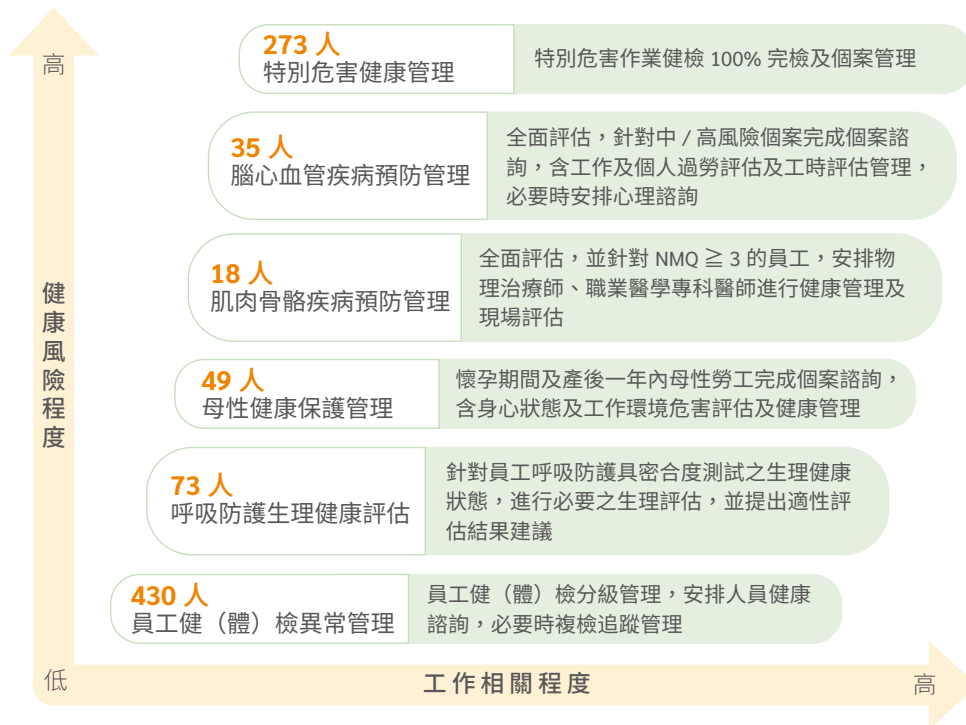 高
273 人
特別危害健康管理
特別危害作業健檢 100% 完檢及個案管理
35 人
腦心血管疾病預防管理
全面評估，針對中 / 高風險個案完成個案諮
詢，含工作及個人過勞評估及工時評估管理，
必要時安排心理諮詢
18 人
肌肉骨骼疾病預防管理
全面評估，並針對 NMQ ≧ 3 的員工，安排物
理治療師、職業醫學專科醫師進行健康管理及
現場評估
健康風險程度
49 人
母性健康保護管理
懷孕期間及產後一年內母性勞工完成個案諮詢，
含身心狀態及工作環境危害評估及健康管理
73 人
呼吸防護生理健康評估
針對員工呼吸防護具密合度測試之生理健康
狀態，進行必要之生理評估，並提出適性評
估結果建議
430 人
員工健（體）檢異常管理
員工健（體）檢分級管理，安排人員健康
諮詢，必要時複檢追蹤管理
低
工作相關程度
高